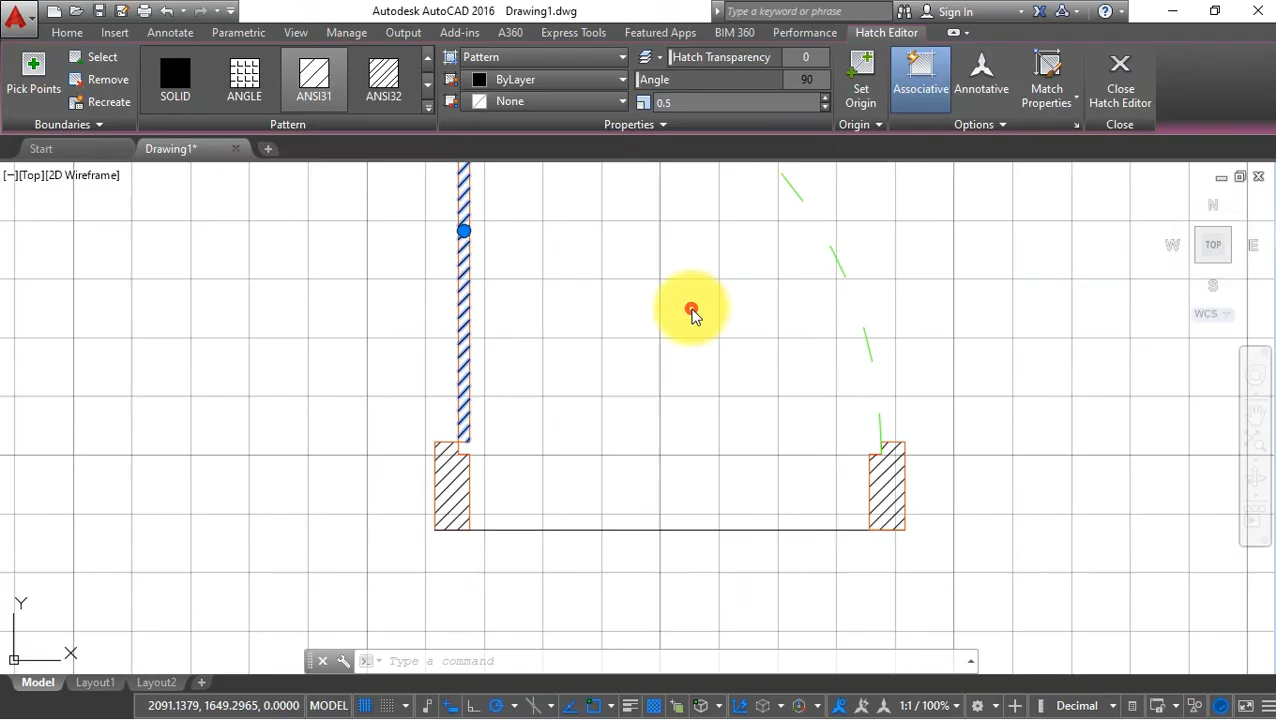 Autodesk AutoCAD 2016 Drawing1.dwg
Type a keyword or phrase
Sign In
Home Insert Annotate Parametric View Manage Output Add-ins A360 Express Tools Featured Apps BIM 360 Performance Hatch Editor
Pick Points
Select
Remove
Recreate
Boundaries
SOLID ANGLE ANSI31 ANSI32
Pattern
Pattern
ByLayer
None
Hatch Transparency 0
Angle 90
0.5
Properties
Set
Origin
Origin
Associative
Annotative
Match
Properties
Options
Close
Hatch Editor
Close
Start
Drawing1*
[−][Top][2D Wireframe]
N
W TOP E
S
WCS
Y
X
Type a command
Model Layout1 Layout2
2091.1379, 1649.2965, 0.0000 MODEL 1:1 / 100% Decimal